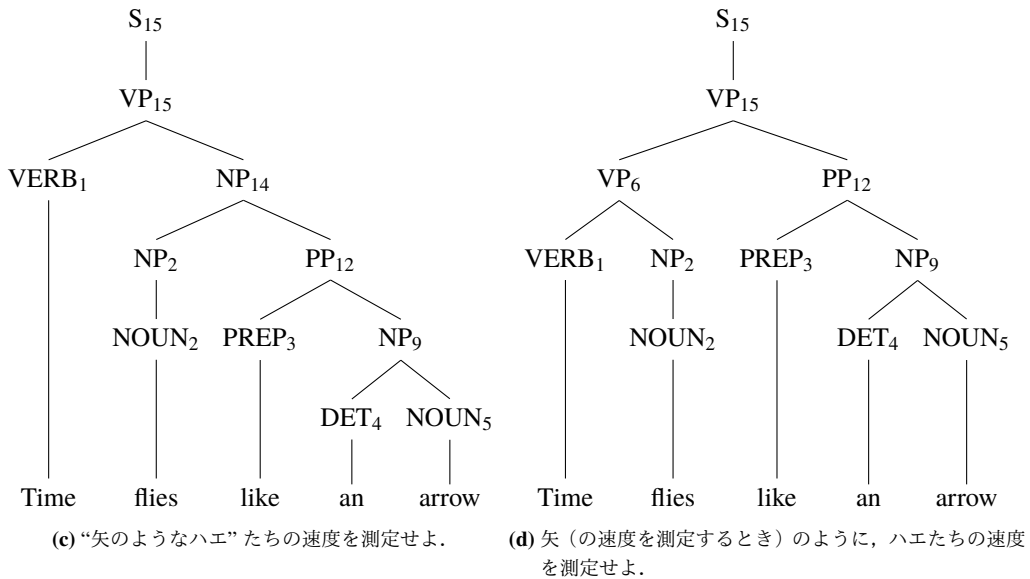 S₁₅ S₁₅
VP₁₅ VP₁₅
VERB₁ NP₁₄ VP₆ PP₁₂
NP₂ PP₁₂ VERB₁ NP₂ PREP₃ NP₉
NOUN₂ PREP₃ NP₉ NOUN₂ DET₄ NOUN₅
DET₄ NOUN₅
Time flies like an arrow Time flies like an arrow
(c) “矢のようなハエ” たちの速度を測定せよ.
(d) 矢（の速度を測定するとき）のように，ハエたちの速度
を測定せよ.